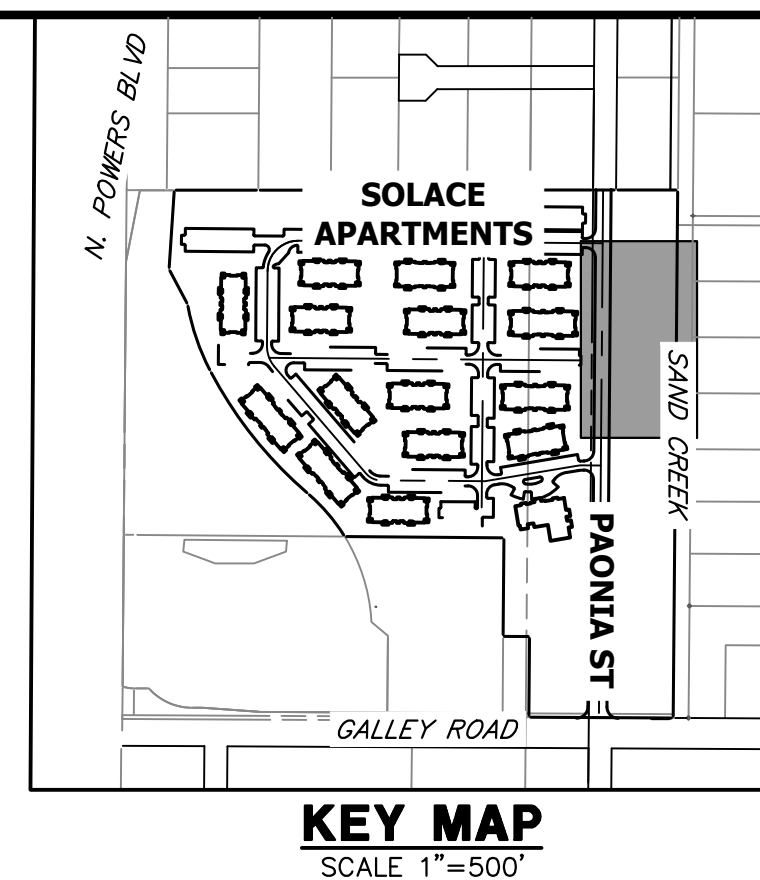 N. POWERS BLVD
SOLACE
APARTMENTS
SAND CREEK
PAONIA ST
GALLEY ROAD
KEY MAP
SCALE 1"=500'